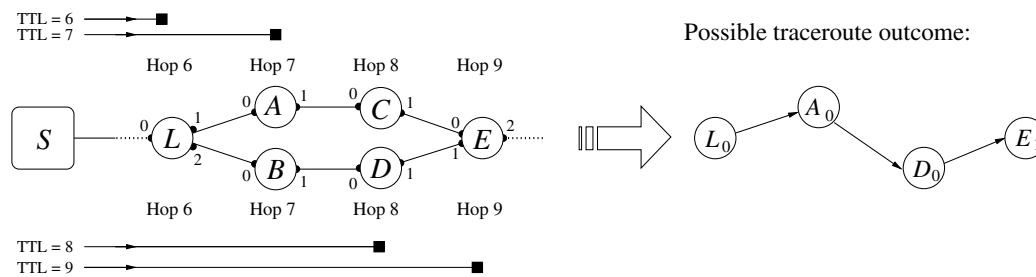 TTL = 6
TTL = 7
Possible traceroute outcome:
Hop 6 Hop 7 Hop 8 Hop 9
S 0 L 1 2
0 A 1 0 C 1
0 B 1 0 D 1
0 1 E 2
L0 A0 D0 E
Hop 6 Hop 7 Hop 8 Hop 9
TTL = 8
TTL = 9